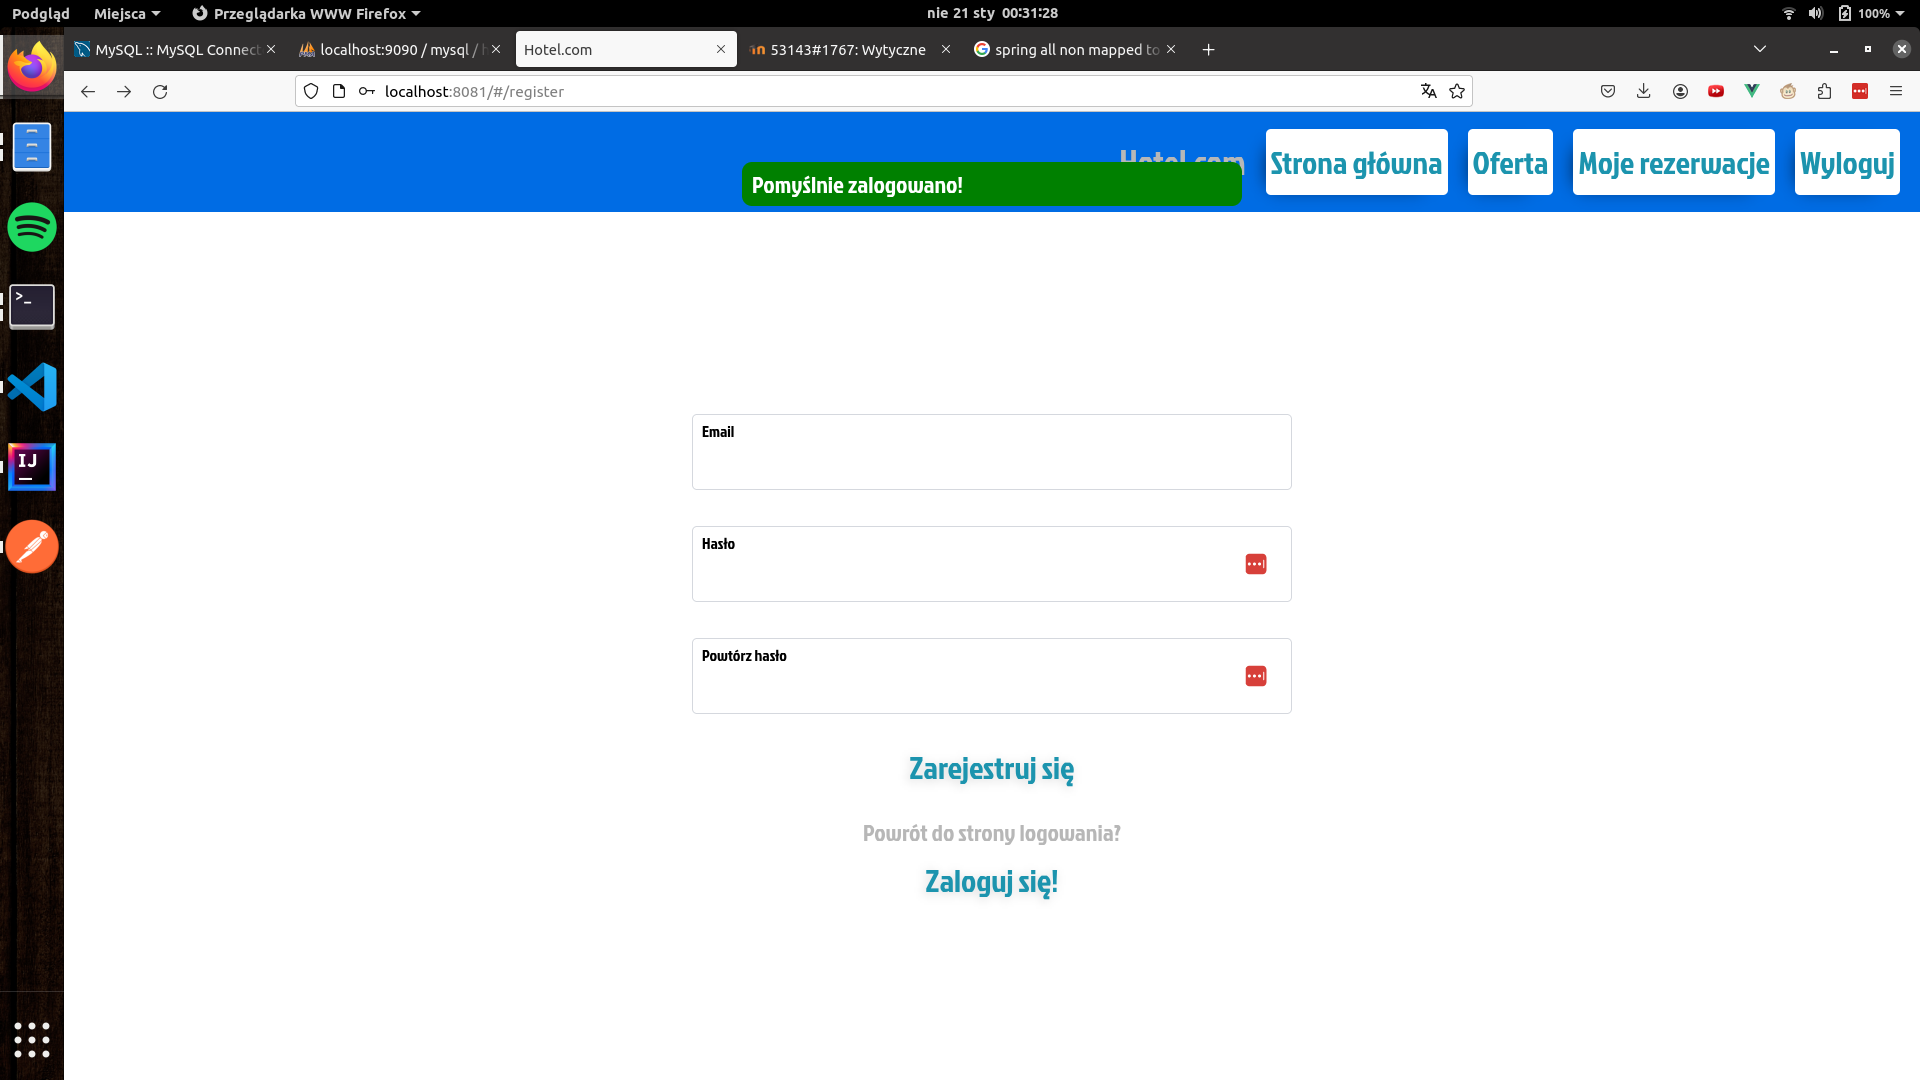 Podgląd Miejsca Przeglądarka WWW Firefox nie 21 sty 00:31:28 100%
MySQL :: MySQL Connect localhost:9090 / mysql / h Hotel.com 53143#1767: Wytyczne spring all non mapped to
localhost:8081/#/register
Hotel.com Strona główna Oferta Moje rezerwacje Wyloguj
Pomyślnie zalogowano!
Email
Hasło
Powtórz hasło
Zarejestruj się
Powrót do strony logowania?
Zaloguj się!
IJ